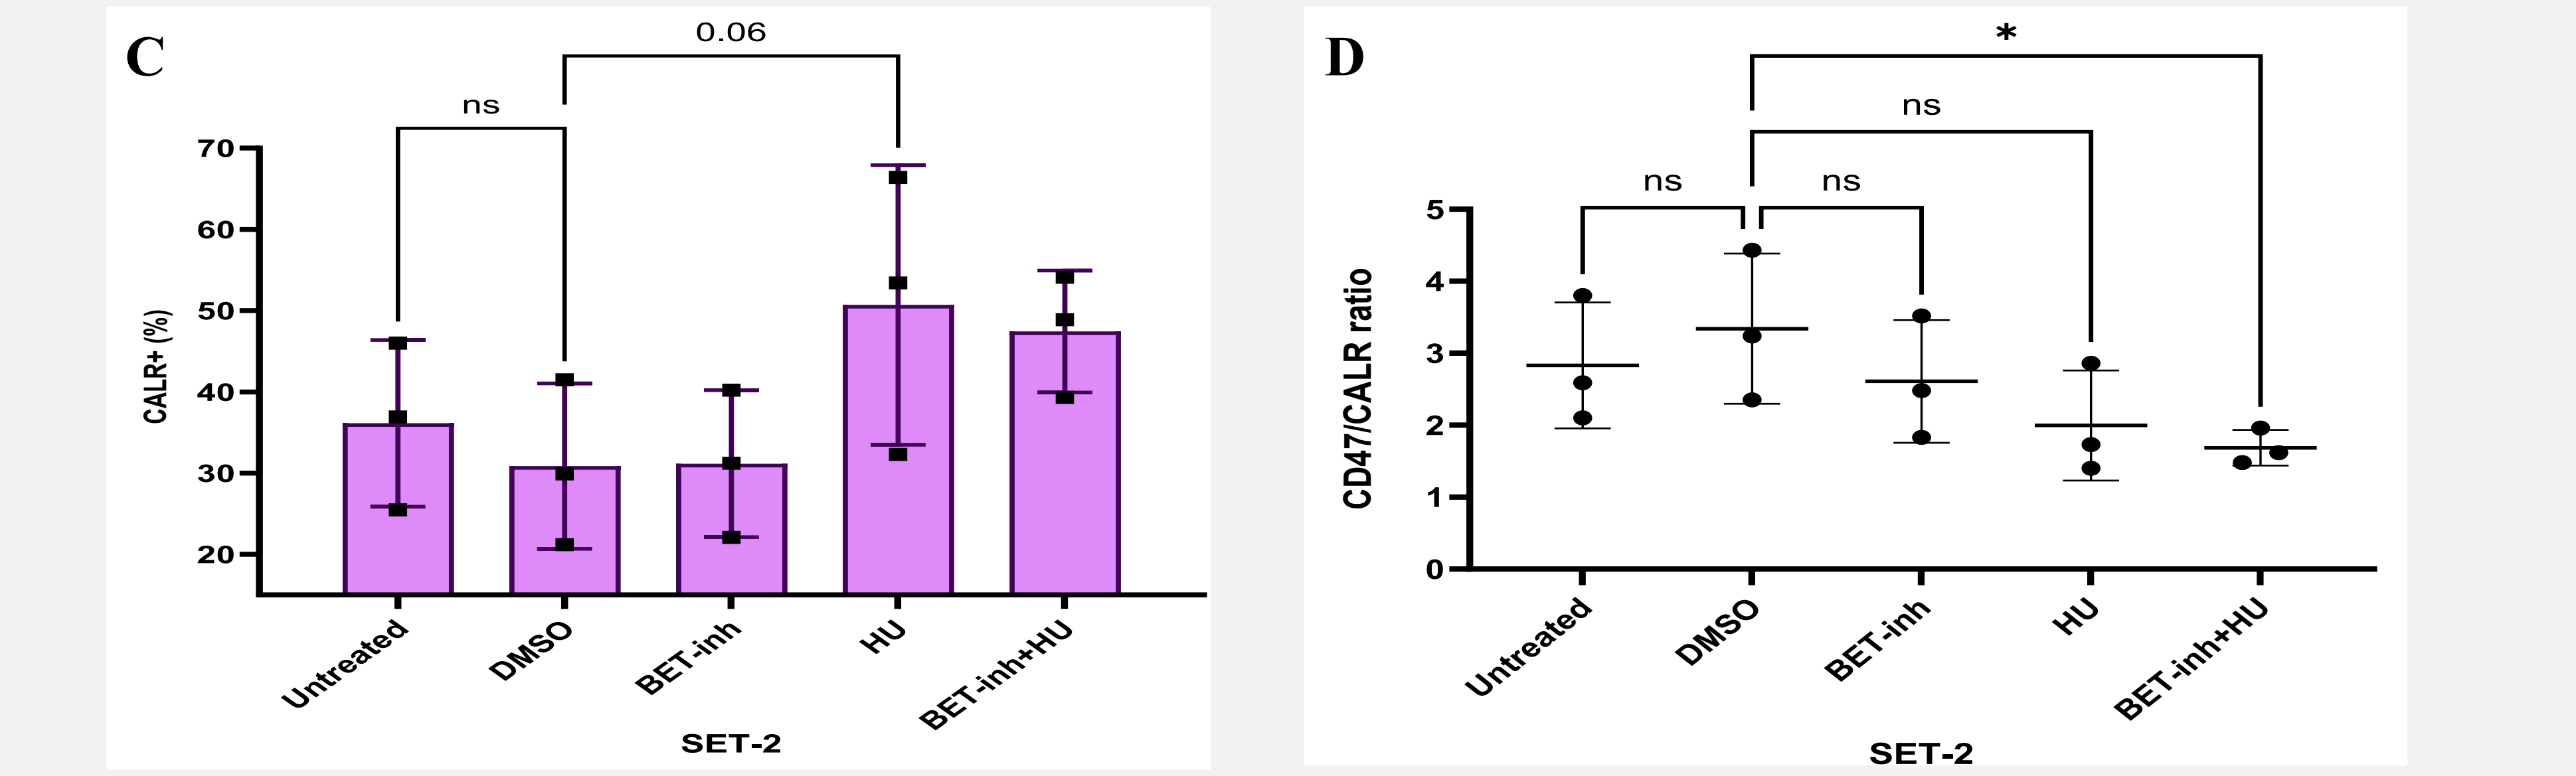 C
0.06
ns
70
60
50
40
30
20
CALR+ (%)
Untreated
DMSO
BET-inh
HU
BET-inh+HU
SET-2
D
*
ns
ns
ns
5
4
3
2
1
0
CD47/CALR ratio
Untreated
DMSO
BET-inh
HU
BET-inh+HU
SET-2